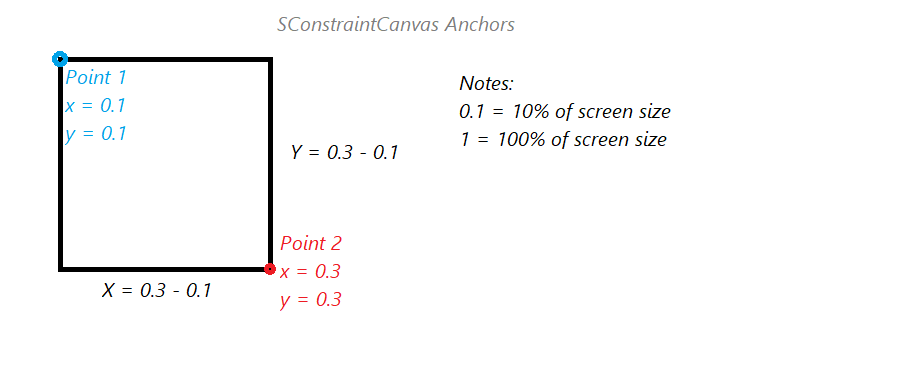 SConstraintCanvas Anchors
Point 1
x = 0.1
y = 0.1
Notes:
0.1 = 10% of screen size
1 = 100% of screen size
Y = 0.3 - 0.1
Point 2
x = 0.3
y = 0.3
X = 0.3 - 0.1